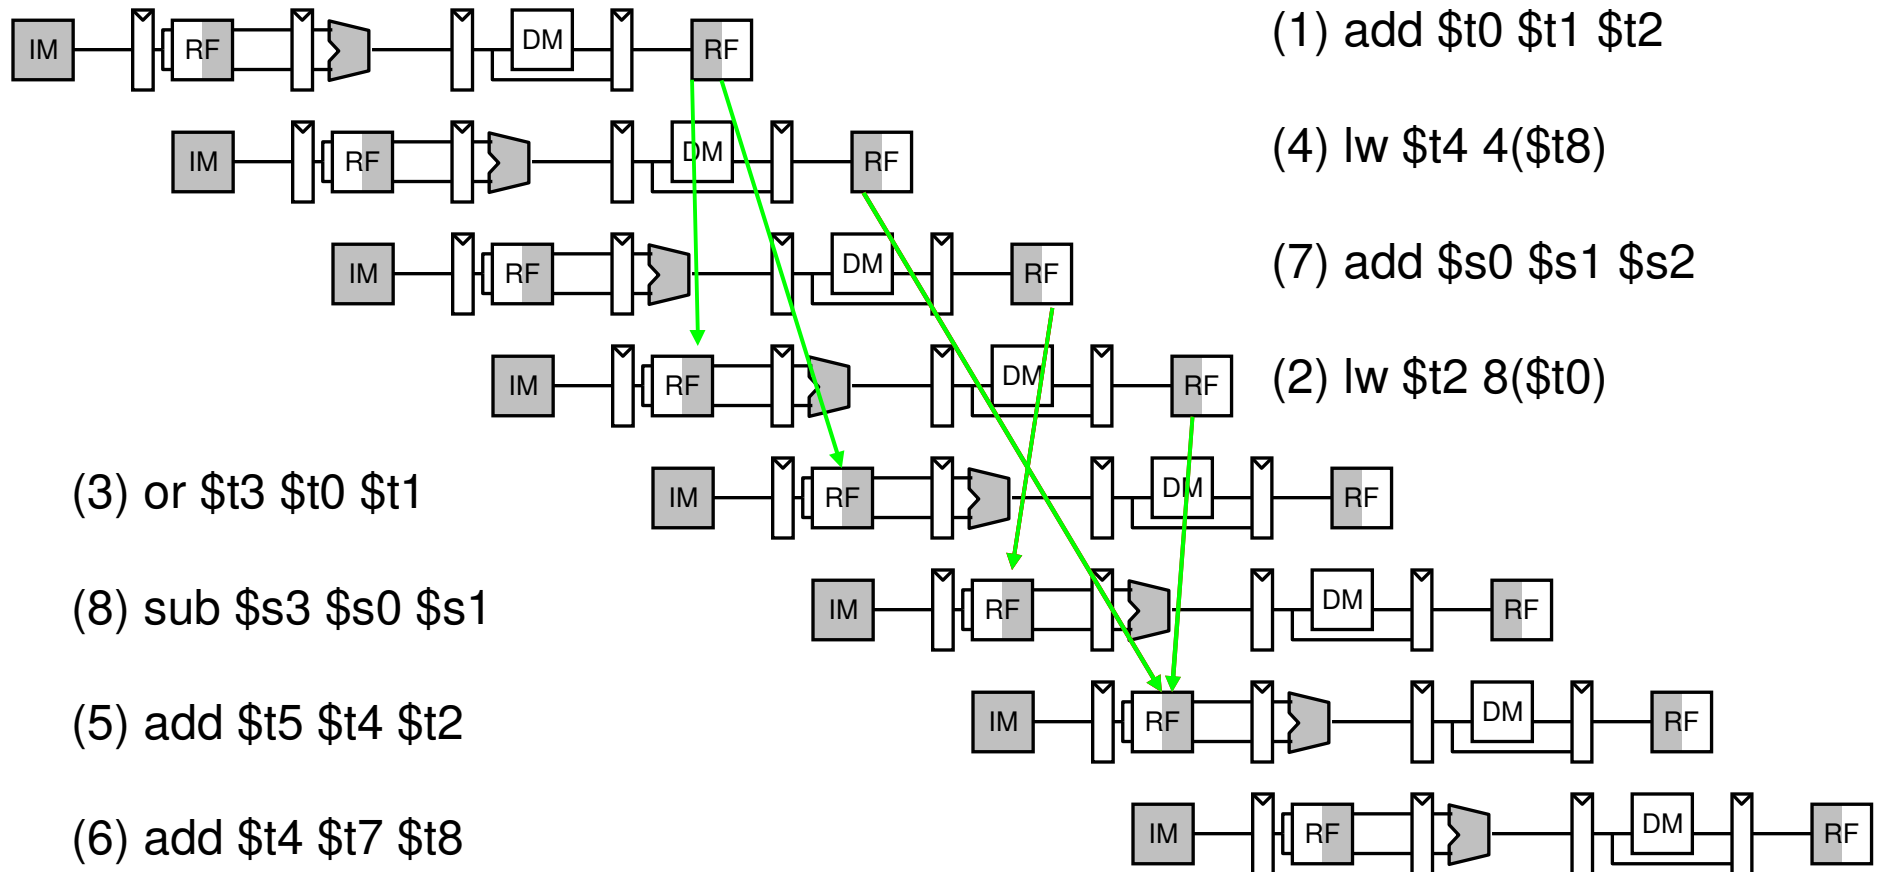 IM RF DM RF (1) add $t0 $t1 $t2
IM RF DM RF (4) lw $t4 4($t8)
IM RF DM RF (7) add $s0 $s1 $s2
IM RF DM RF (2) lw $t2 8($t0)
(3) or $t3 $t0 $t1 IM RF DM RF
(8) sub $s3 $s0 $s1 IM RF DM RF
(5) add $t5 $t4 $t2 IM RF DM RF
(6) add $t4 $t7 $t8 IM RF DM RF